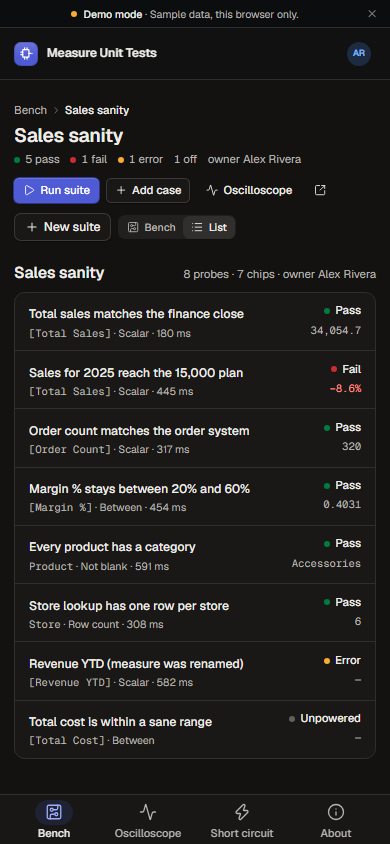 Demo mode · Sample data, this browser only.
Measure Unit Tests
AR
Bench › Sales sanity
Sales sanity
5 pass 1 fail 1 error 1 off owner Alex Rivera
Run suite + Add case Oscilloscope
+ New suite Bench List
Sales sanity 8 probes · 7 chips · owner Alex Rivera
Total sales matches the finance close Pass
[Total Sales] · Scalar · 180 ms 34,054.7
Sales for 2025 reach the 15,000 plan Fail
[Total Sales] · Scalar · 445 ms −8.6%
Order count matches the order system Pass
[Order Count] · Scalar · 317 ms 320
Margin % stays between 20% and 60% Pass
[Margin %] · Between · 454 ms 0.4031
Every product has a category Pass
Product · Not blank · 591 ms Accessories
Store lookup has one row per store Pass
Store · Row count · 308 ms 6
Revenue YTD (measure was renamed) Error
[Revenue YTD] · Scalar · 582 ms –
Total cost is within a sane range Unpowered
[Total Cost] · Between –
Bench Oscilloscope Short circuit About